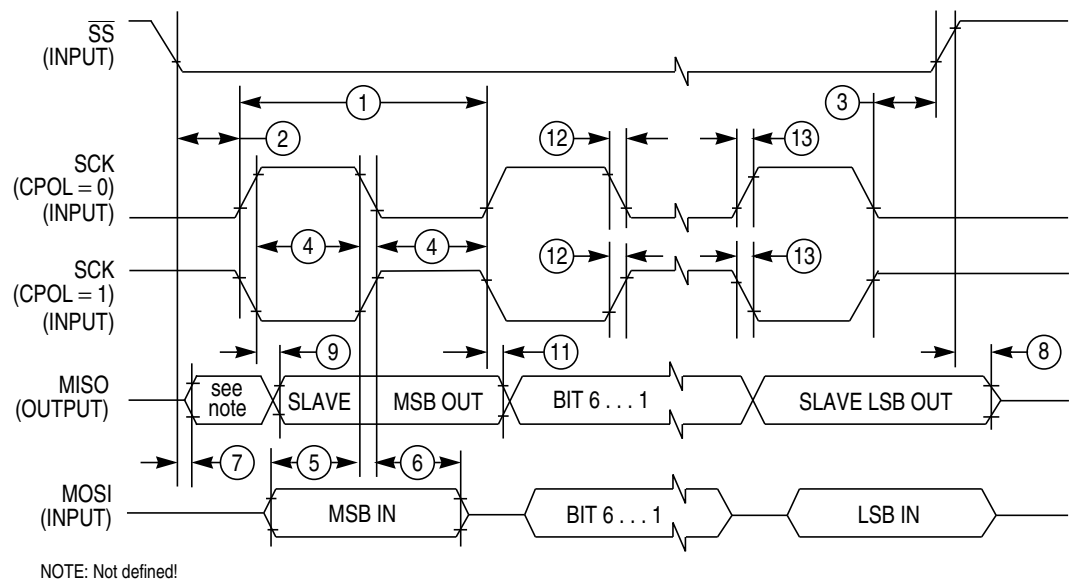 SS
(INPUT)
1
3
2
12
13
SCK
(CPOL = 0)
(INPUT)
4
4
SCK
(CPOL = 1)
(INPUT)
12
13
9
11
8
MISO
(OUTPUT)
see
note
SLAVE
MSB OUT
BIT 6 . . . 1
SLAVE LSB OUT
7
5
6
MOSI
(INPUT)
MSB IN
BIT 6 . . . 1
LSB IN
NOTE: Not defined!